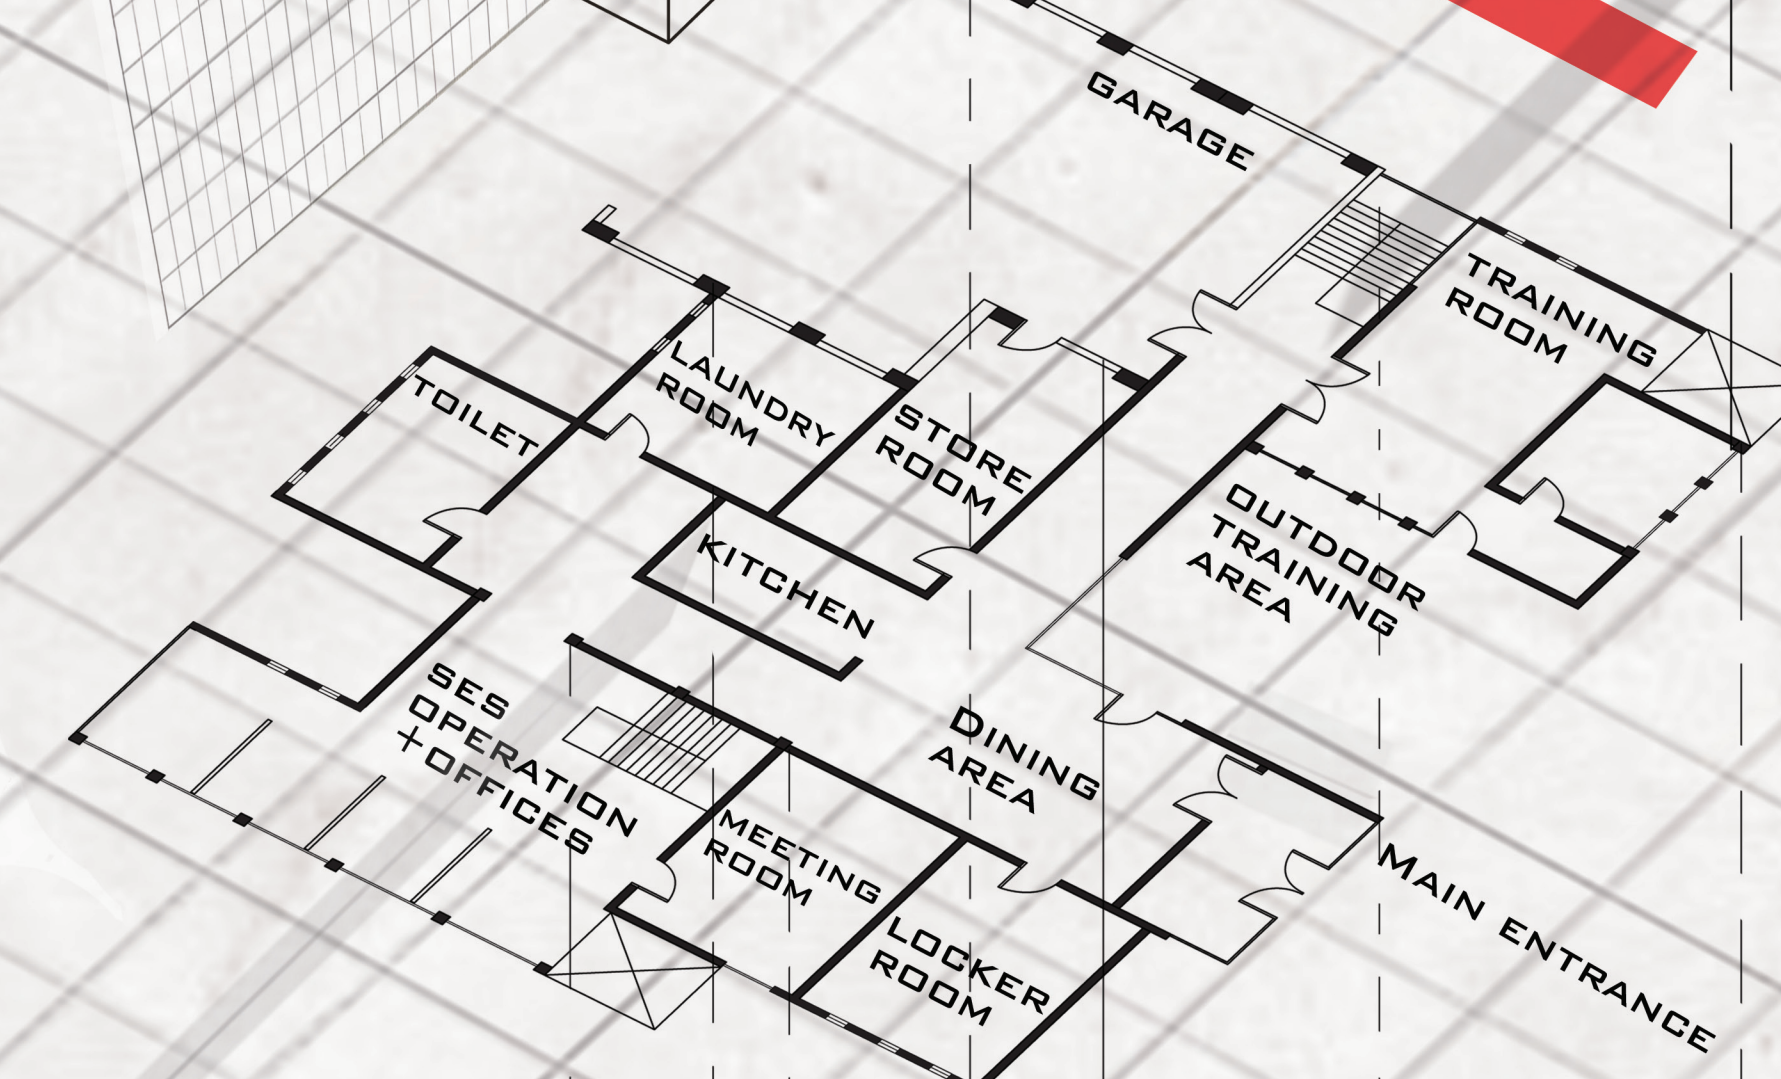 GARAGE
TRAINING
ROOM
LAUNDRY
ROOM
TOILET
STORE
ROOM
OUTDOOR
TRAINING
AREA
KITCHEN
SES
OPERATION
+OFFICES
DINING
AREA
MEETING
ROOM
MAIN ENTRANCE
LOCKER
ROOM